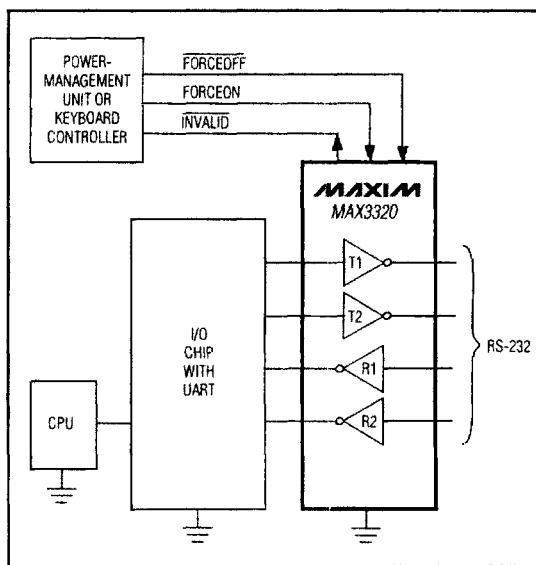 POWER-
MANAGEMENT
UNIT OR
KEYBOARD
CONTROLLER
FORCEOFF
FORCEON
INVALID
MAXIM
MAX3320
T1
T2
R1
R2
I/O
CHIP
WITH
UART
CPU
RS-232